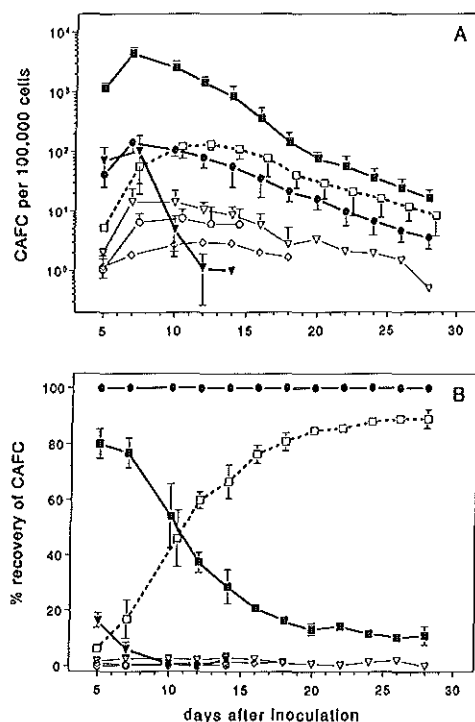 A
10⁴
10³
10²
10¹
10⁰
CAFC per 100,000 cells
5 10 15 20 25 30
B
100
80
60
40
20
0
% recovery of CAFC
5 10 15 20 25 30
days after inoculation